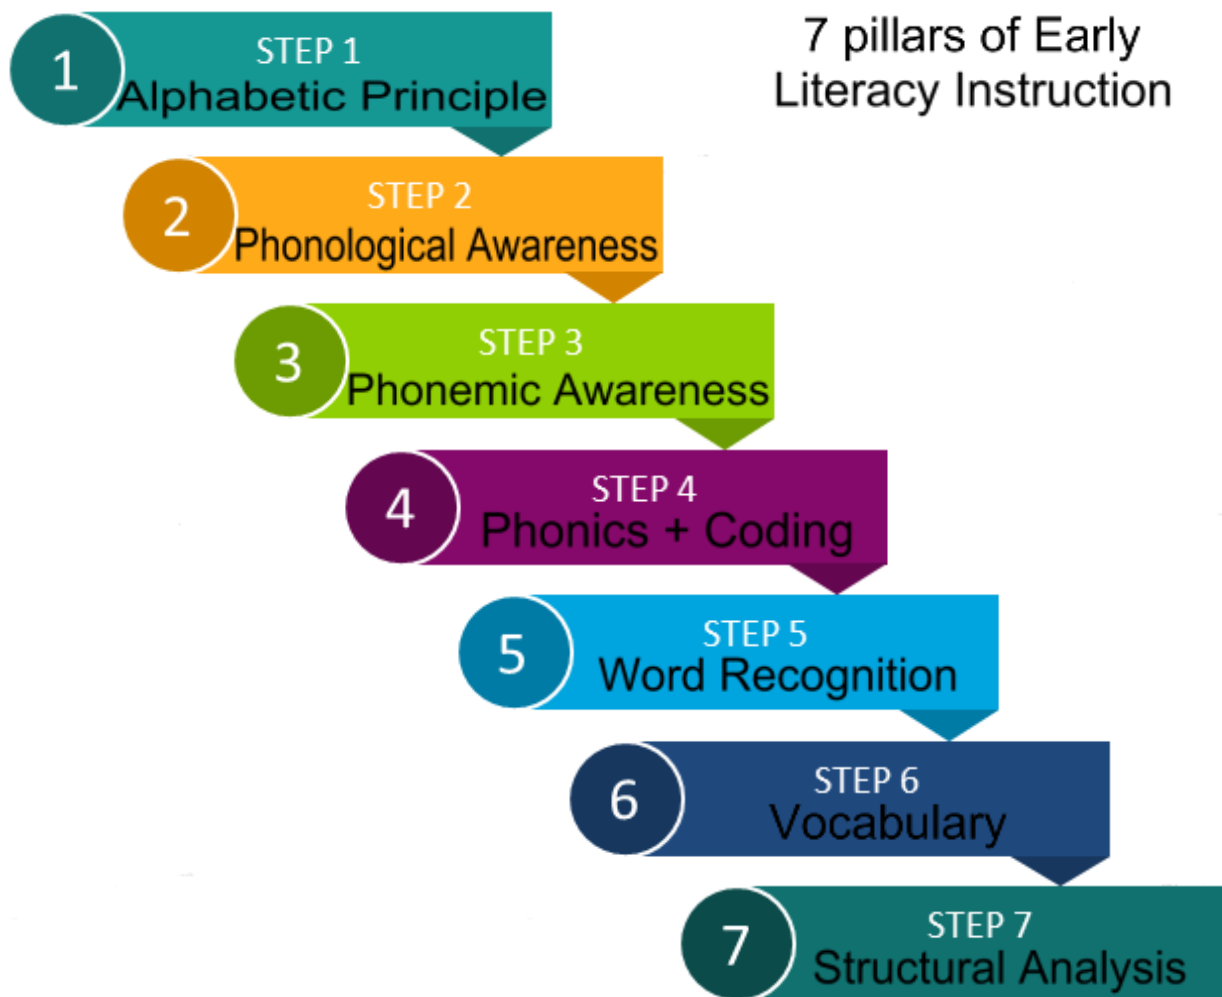 7 pillars of Early
Literacy Instruction
1
STEP 1
Alphabetic Principle
2
STEP 2
Phonological Awareness
3
STEP 3
Phonemic Awareness
4
STEP 4
Phonics + Coding
5
STEP 5
Word Recognition
6
STEP 6
Vocabulary
7
STEP 7
Structural Analysis